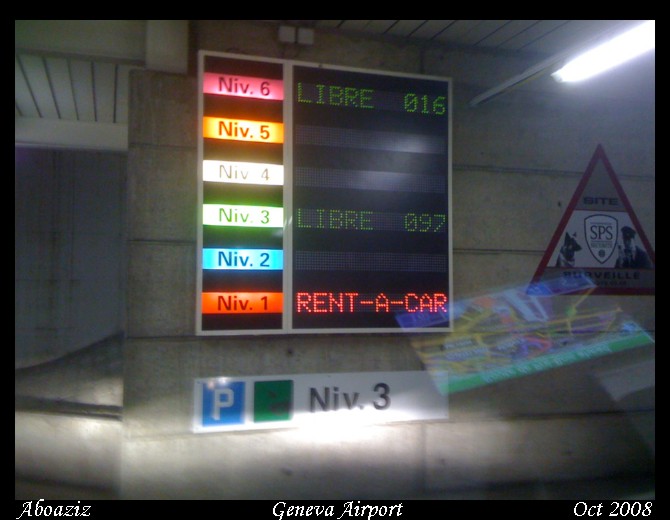 Niv. 6 LIBRE 016
Niv. 5
Niv. 4
Niv. 3 LIBRE 097
Niv. 2
Niv. 1 RENT-A-CAR
SITE
SPS
SURVEILLE
P Niv. 3
Aboaziz Geneva Airport Oct 2008